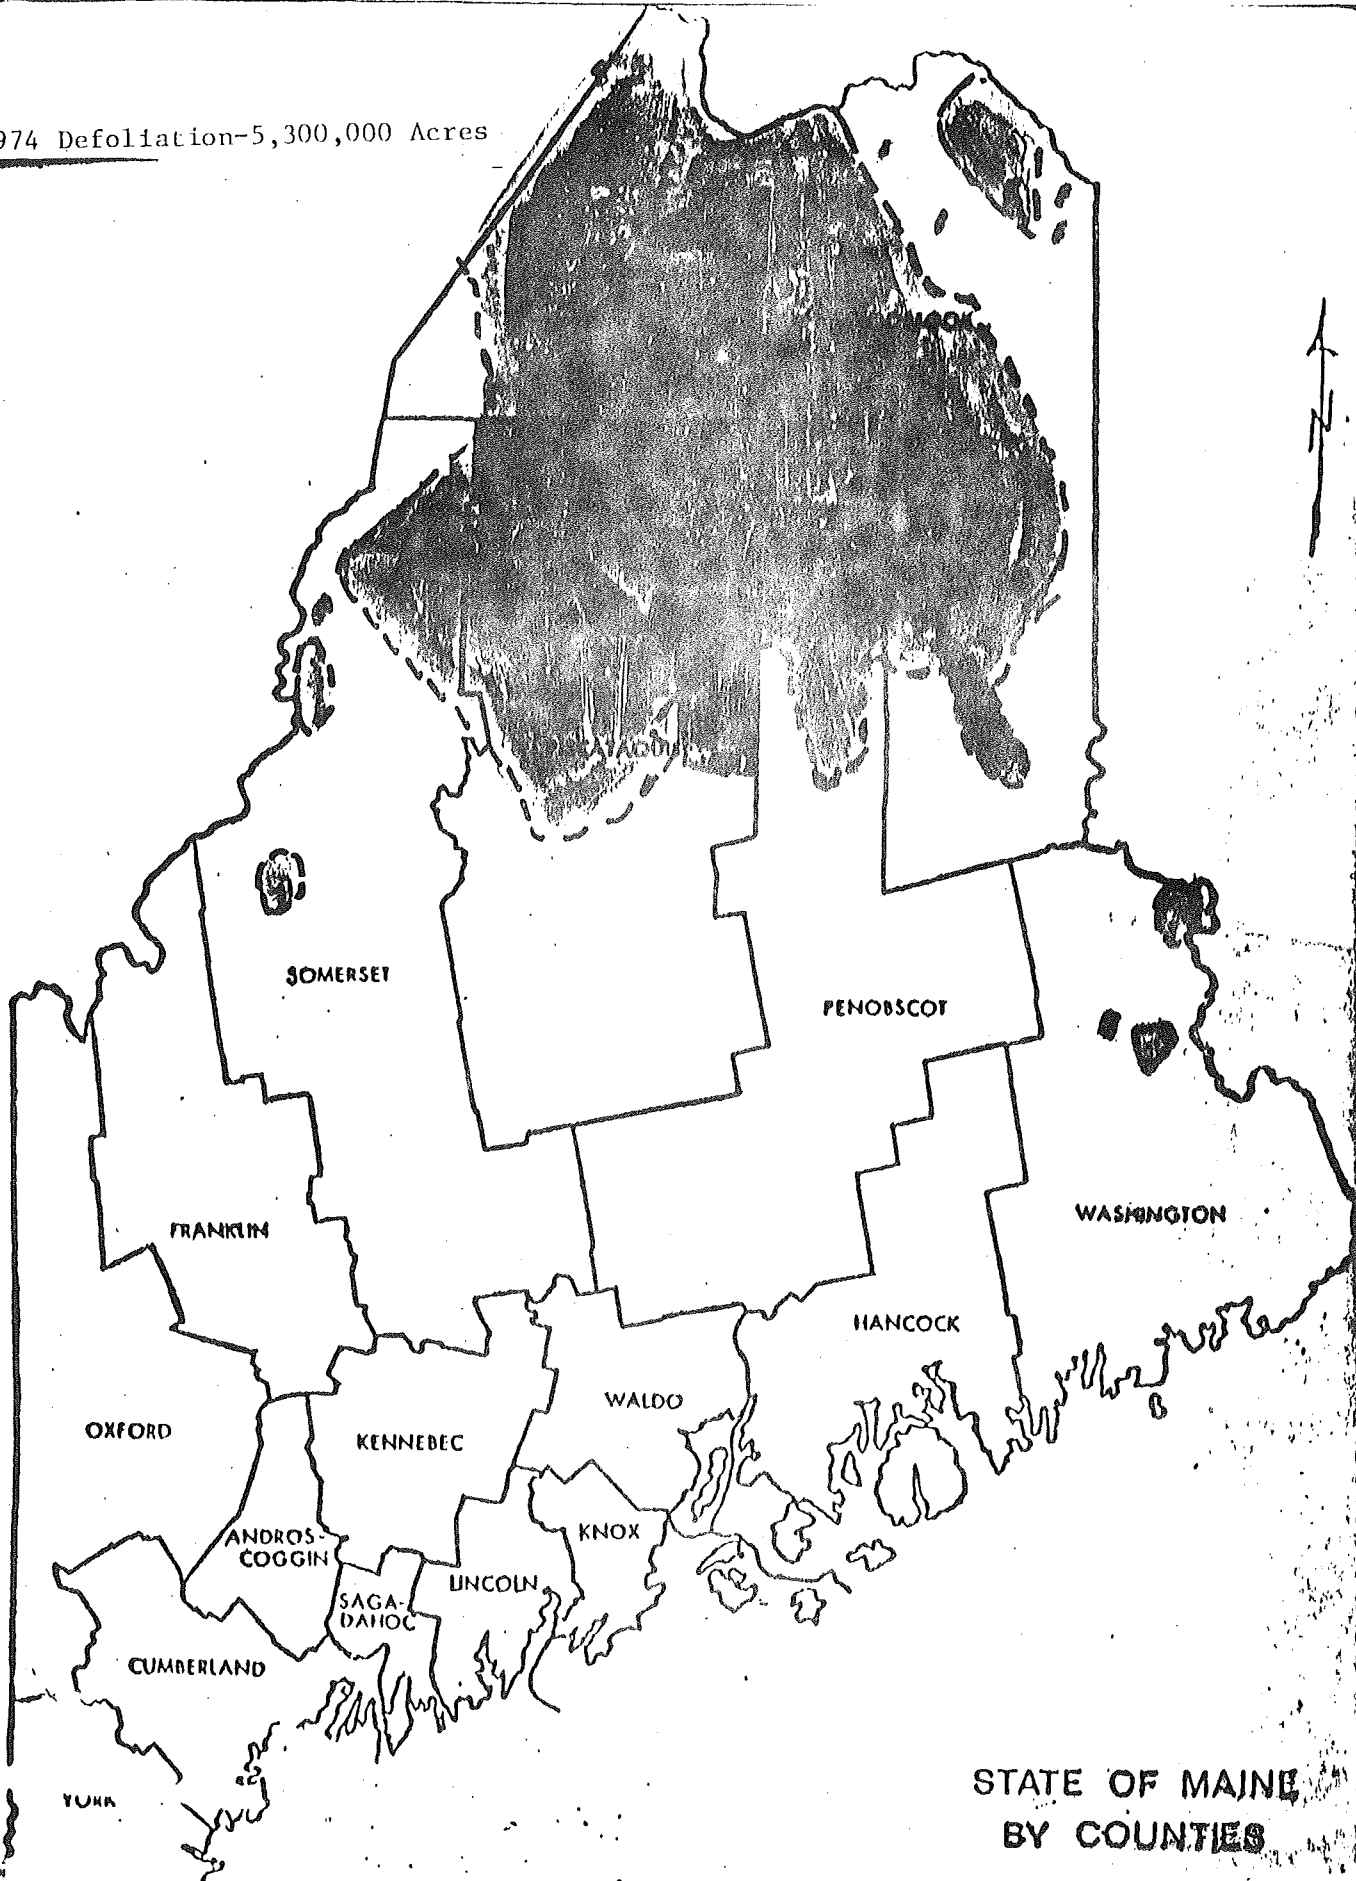 974 Defoliation-5,300,000 Acres
N
SOMERSET
PENOBSCOT
FRANKLIN
WASHINGTON
HANCOCK
WALDO
OXFORD
KENNEBEC
KNOX
ANDROS-
COGGIN
LINCOLN
SAGA-
DAHOC
CUMBERLAND
YORK
STATE OF MAINE
BY COUNTIES